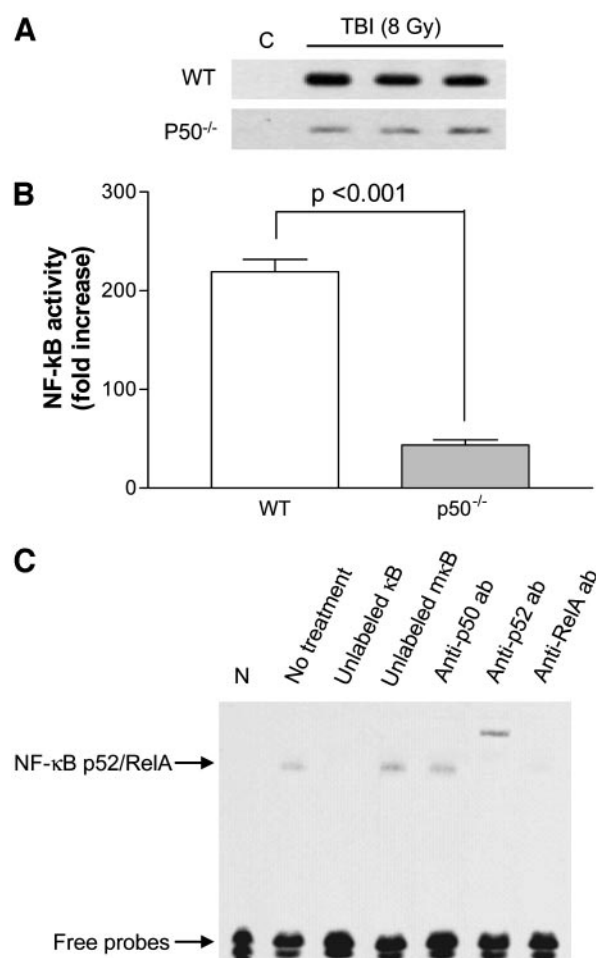 A
C
TBI (8 Gy)
WT
P50-/-
B
NF-kB activity
(fold increase)
300
200
100
0
p <0.001
WT
p50-/-
C
N
No treatment
Unlabeled κB
Unlabeled mκB
Anti-p50 ab
Anti-p52 ab
Anti-RelA ab
NF-κB p52/RelA
Free probes